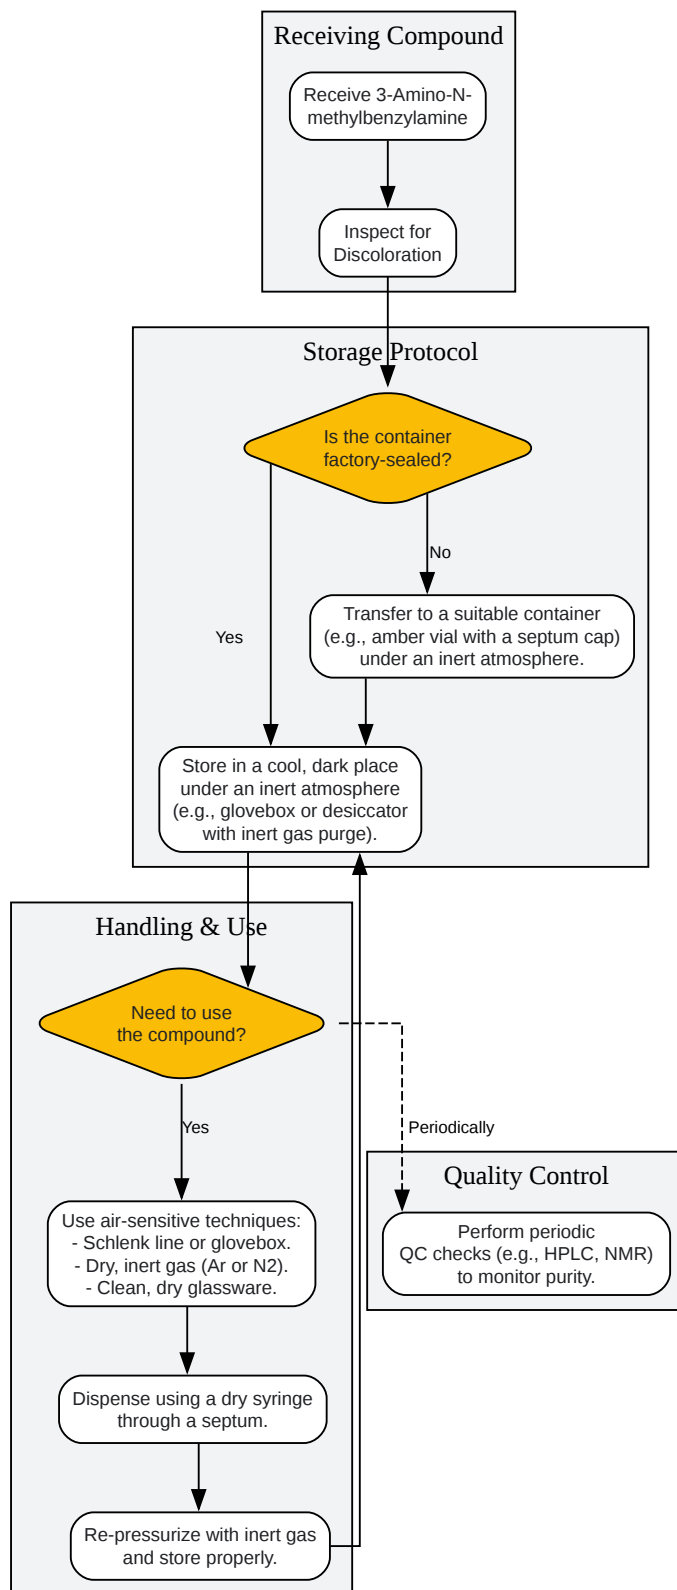 Receiving Compound
Receive 3-Amino-N-
methylbenzylamine
Inspect for
Discoloration
Storage Protocol
Is the container
factory-sealed?
No
Yes
Transfer to a suitable container
(e.g., amber vial with a septum cap)
under an inert atmosphere.
Store in a cool, dark place
under an inert atmosphere
(e.g., glovebox or desiccator
with inert gas purge).
Handling & Use
Need to use
the compound?
Yes
Periodically
Quality Control
Perform periodic
QC checks (e.g., HPLC, NMR)
to monitor purity.
Use air-sensitive techniques:
- Schlenk line or glovebox.
- Dry, inert gas (Ar or N2).
- Clean, dry glassware.
Dispense using a dry syringe
through a septum.
Re-pressurize with inert gas
and store properly.